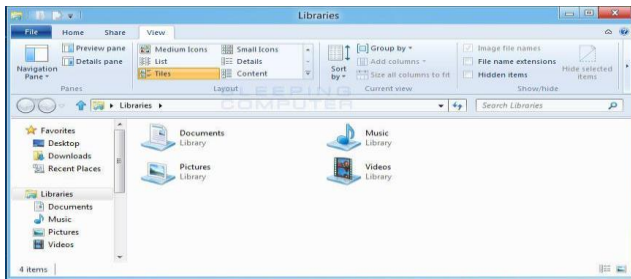 Libraries
File Home Share View
Navigation Pane
Preview pane
Details pane
Panes
Medium Icons Small Icons
List Details
Tiles Content
Layout
Sort by
Group by
Add columns
Size all columns to fit
Current view
Image file names
File name extensions
Hidden items
Hide selected items
Show/hide
BLEEPING
COMPUTER
Libraries
Search Libraries
Favorites
Desktop
Downloads
Recent Places
Libraries
Documents
Music
Pictures
Videos
Documents
Library
Music
Library
Pictures
Library
Videos
Library
4 items